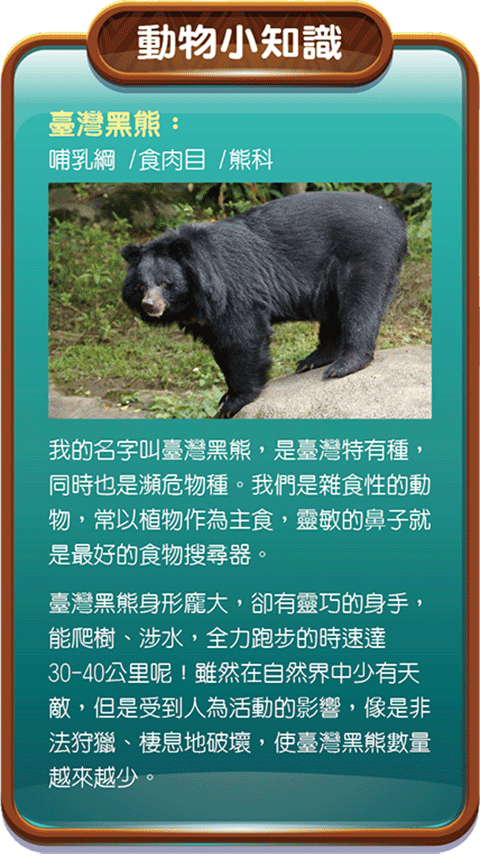 動物小知識
臺灣黑熊：
哺乳綱 /食肉目 /熊科
我的名字叫臺灣黑熊，是臺灣特有種，
同時也是瀕危物種。我們是雜食性的動
物，常以植物作為主食，靈敏的鼻子就
是最好的食物搜尋器。
臺灣黑熊身形龐大，卻有靈巧的身手，
能爬樹、涉水，全力跑步的時速達
30-40公里呢！雖然在自然界中少有天
敵，但是受到人為活動的影響，像是非
法狩獵、棲息地破壞，使臺灣黑熊數量
越來越少。